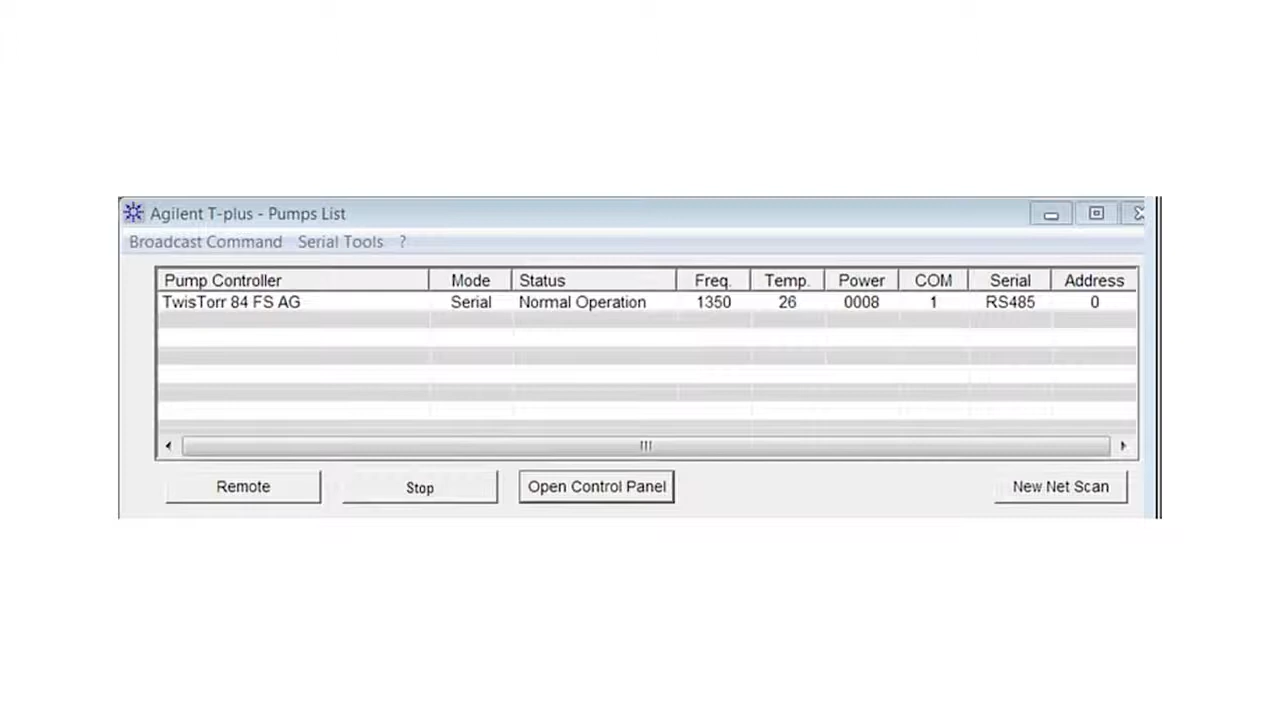 Agilent T-plus - Pumps List
Broadcast Command Serial Tools ?
Pump Controller Mode Status Freq. Temp. Power COM Serial Address
TwisTorr 84 FS AG Serial Normal Operation 1350 26 0008 1 RS485 0
Remote Stop Open Control Panel New Net Scan